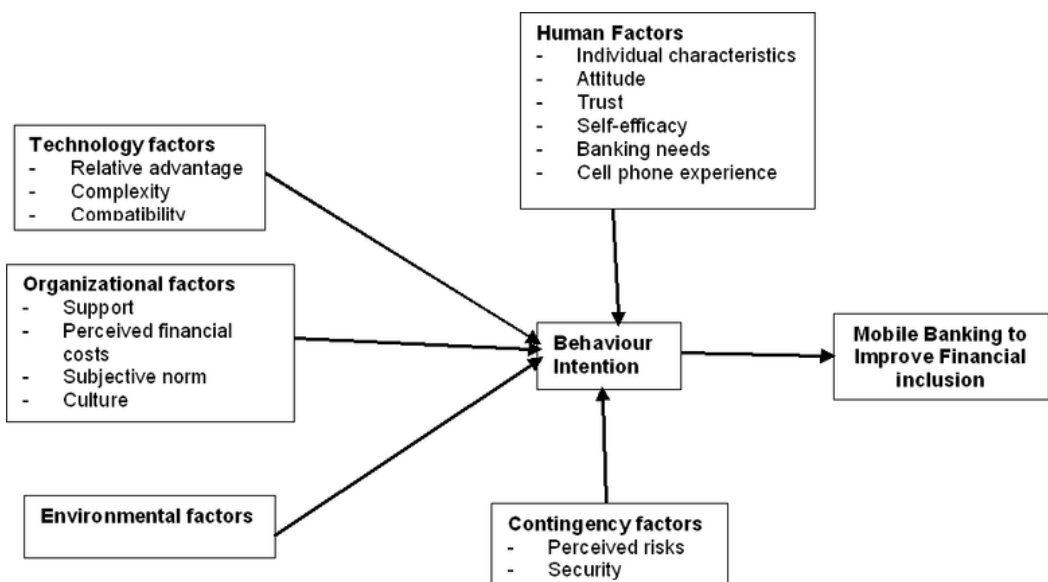 Human Factors
- Individual characteristics
- Attitude
- Trust
- Self-efficacy
- Banking needs
- Cell phone experience
Technology factors
- Relative advantage
- Complexity
- Compatibility
Organizational factors
- Support
- Perceived financial
costs
- Subjective norm
- Culture
Environmental factors
Behaviour
Intention
Mobile Banking to
Improve Financial
inclusion
Contingency factors
- Perceived risks
- Security